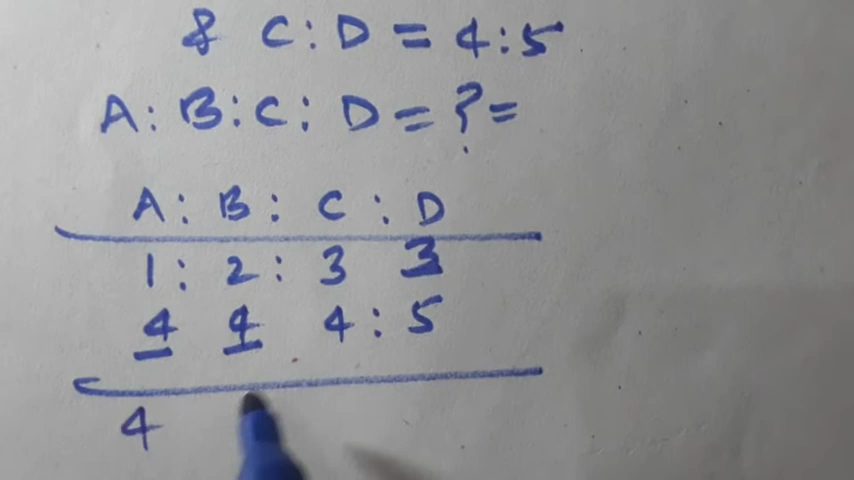 & C : D = 4 : 5
A : B : C : D = ? =
A : B : C : D
1 : 2 : 3 3
4 4 4 : 5
4